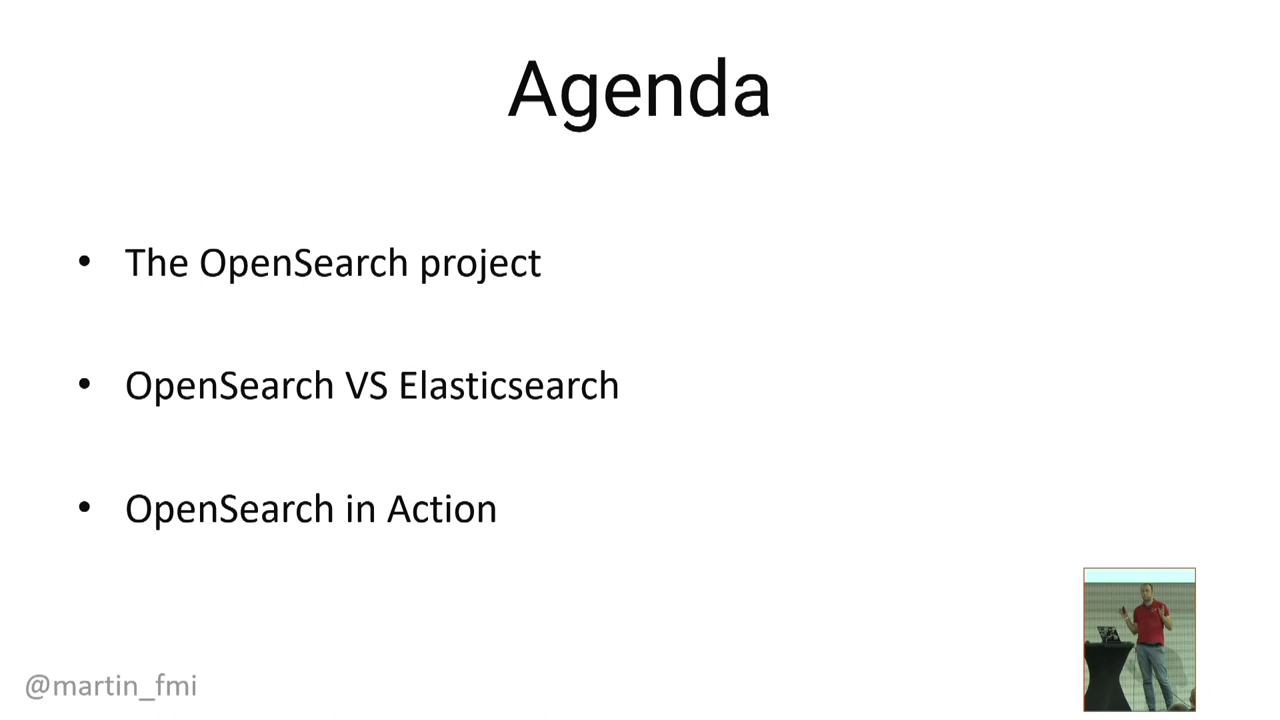 Agenda
• The OpenSearch project
• OpenSearch VS Elasticsearch
• OpenSearch in Action
@martin_fmi